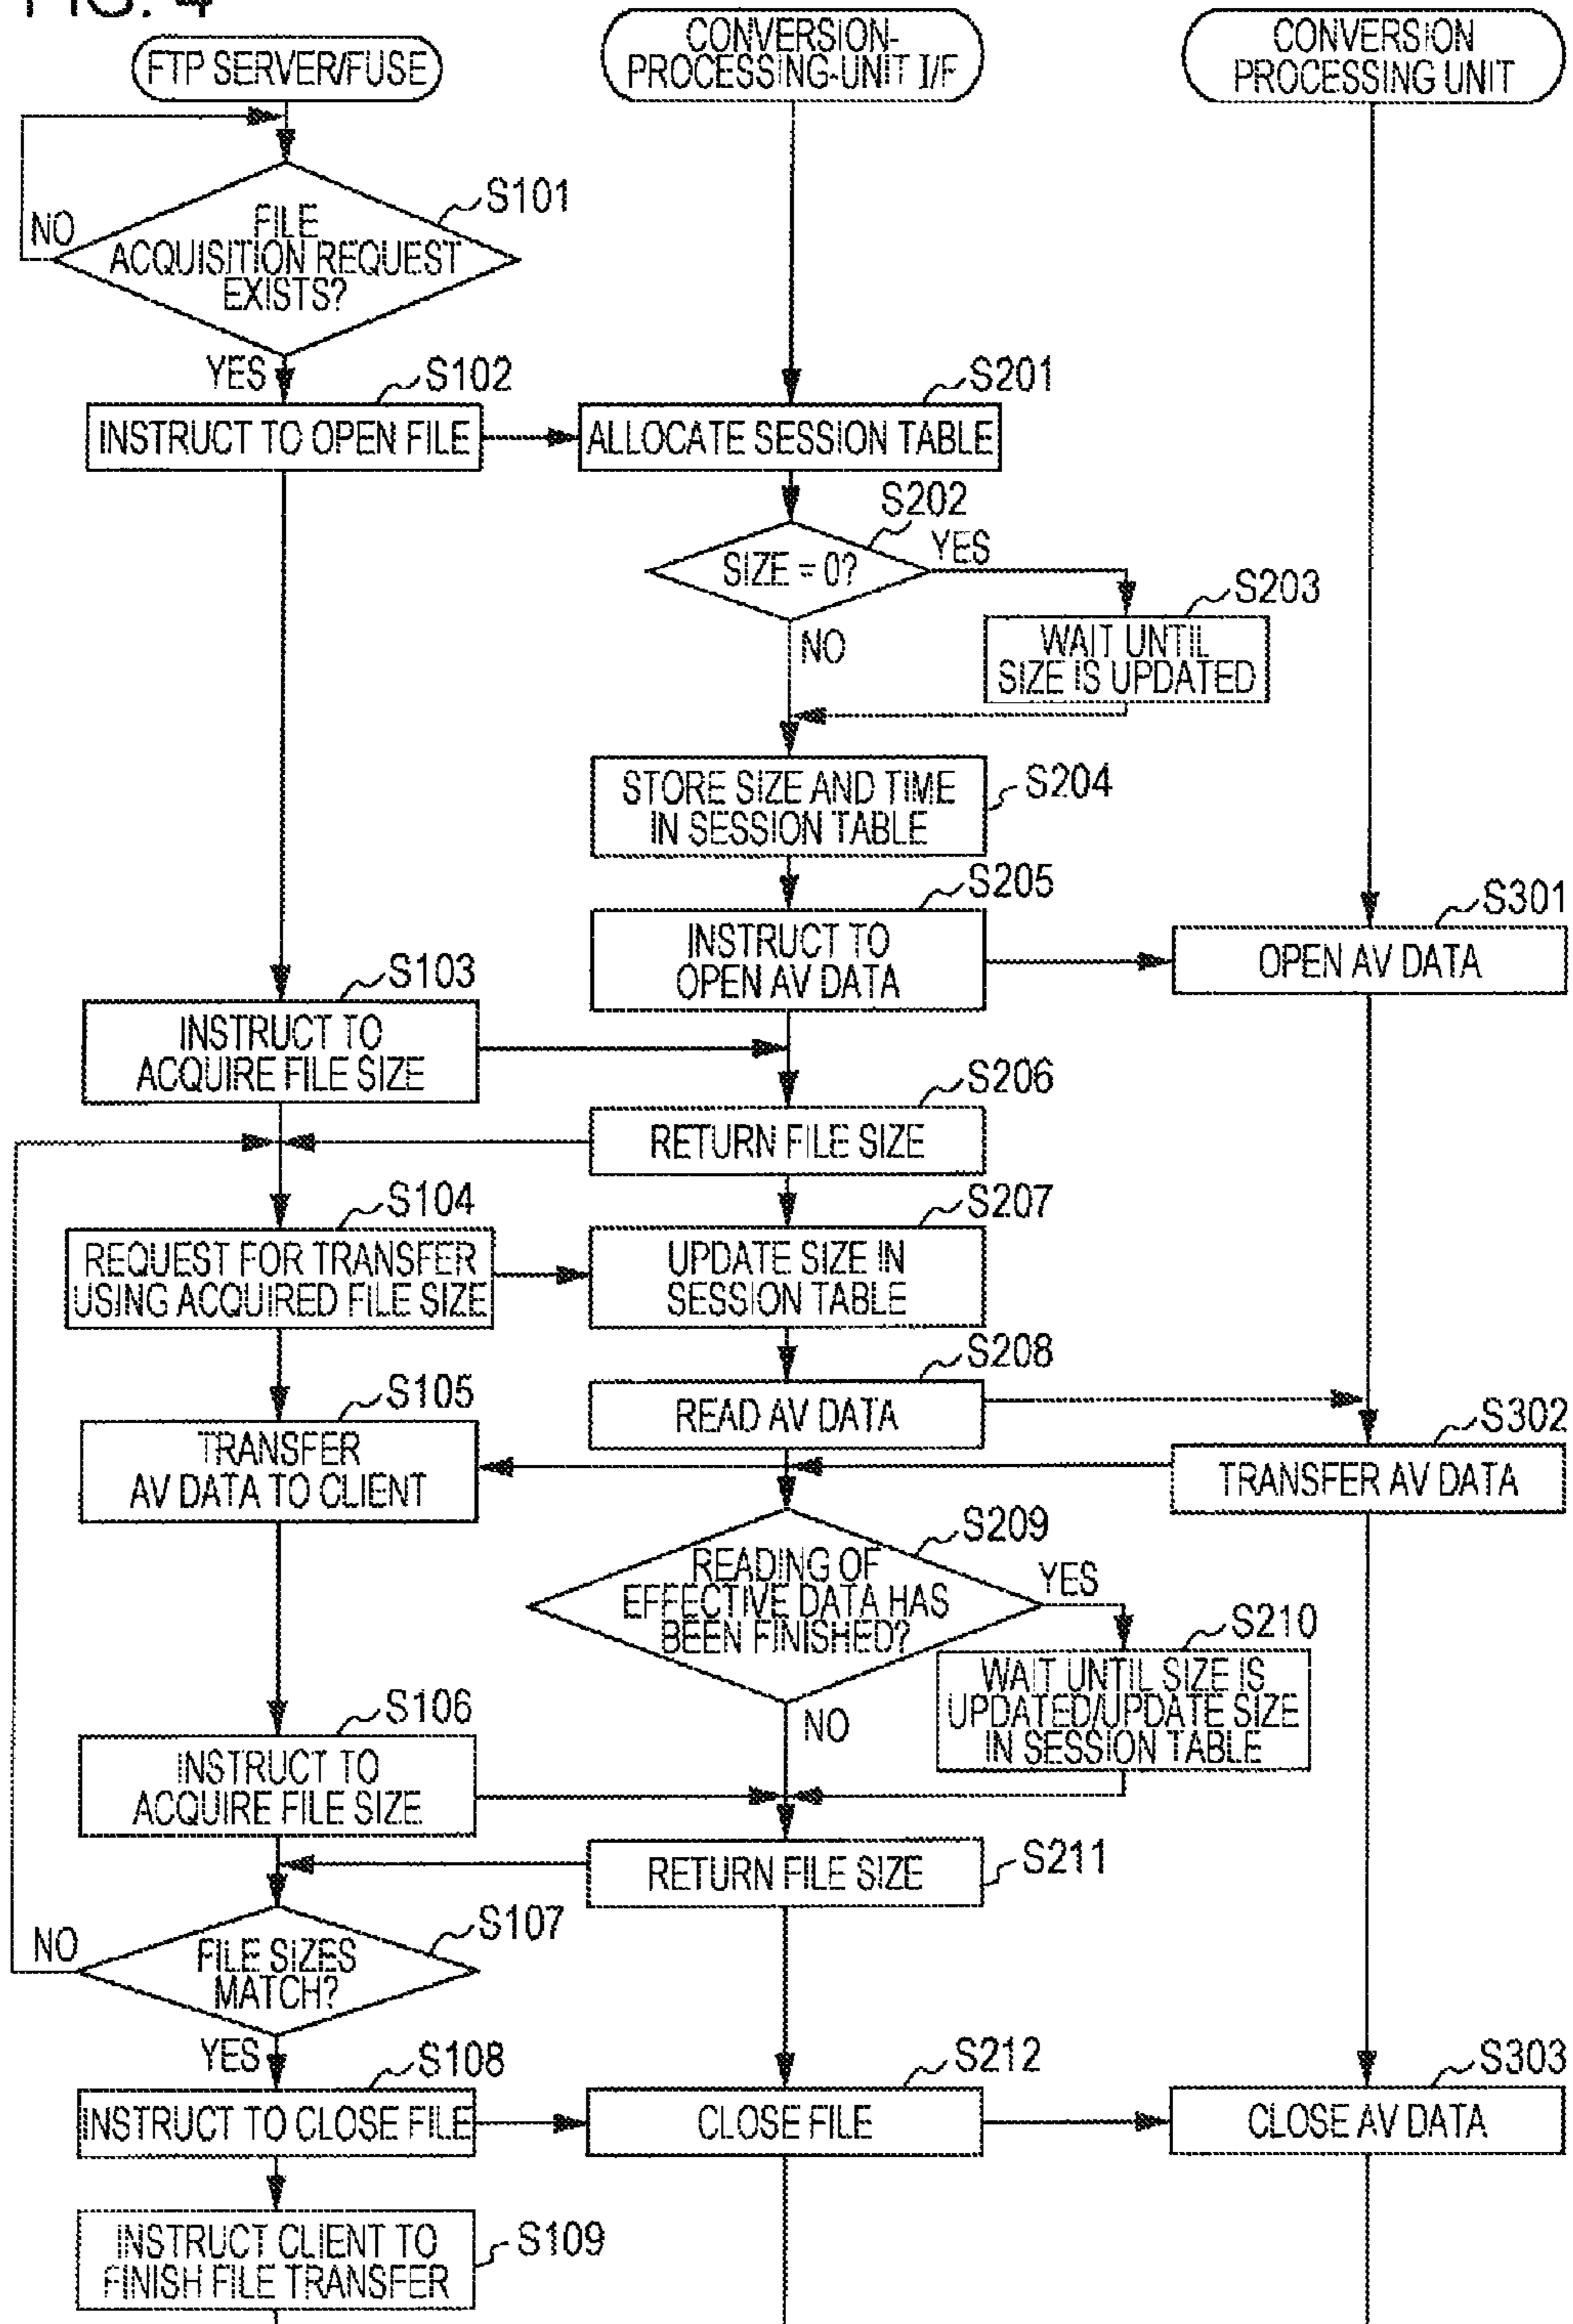 FIG. 4
FTP SERVER/FUSE
CONVERSION-
PROCESSING-UNIT I/F
CONVERSION
PROCESSING UNIT
S101
NO
FILE
ACQUISITION REQUEST
EXISTS?
YES
S102
INSTRUCT TO OPEN FILE
S201
ALLOCATE SESSION TABLE
S202
SIZE = 0?
YES
S203
WAIT UNTIL
SIZE IS UPDATED
NO
STORE SIZE AND TIME
IN SESSION TABLE
S204
S205
INSTRUCT TO
OPEN AV DATA
S301
OPEN AV DATA
S103
INSTRUCT TO
ACQUIRE FILE SIZE
S206
RETURN FILE SIZE
S104
REQUEST FOR TRANSFER
USING ACQUIRED FILE SIZE
S207
UPDATE SIZE IN
SESSION TABLE
S208
READ AV DATA
S105
TRANSFER
AV DATA TO CLIENT
S302
TRANSFER AV DATA
S209
READING OF
EFFECTIVE DATA HAS
BEEN FINISHED?
YES
S210
WAIT UNTIL SIZE IS
UPDATED/UPDATE SIZE
IN SESSION TABLE
NO
S106
INSTRUCT TO
ACQUIRE FILE SIZE
RETURN FILE SIZE
S211
S107
NO
FILE SIZES
MATCH?
YES
S108
INSTRUCT TO CLOSE FILE
S212
CLOSE FILE
S303
CLOSE AV DATA
INSTRUCT CLIENT TO
FINISH FILE TRANSFER
S109